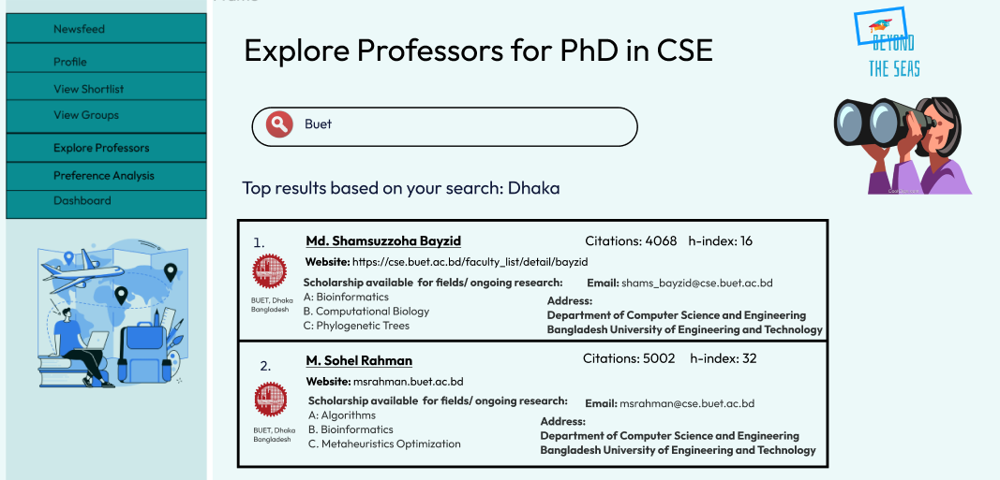 Newsfeed
Profile
View Shortlist
View Groups
Explore Professors
Preference Analysis
Dashboard
Explore Professors for PhD in CSE
BEYOND
THE SEAS
Buet
Top results based on your search: Dhaka
1.
Md. Shamsuzzoha Bayzid
Citations: 4068 h-index: 16
Website: https://cse.buet.ac.bd/faculty_list/detail/bayzid
Scholarship available for fields/ ongoing research:
Email: shams_bayzid@cse.buet.ac.bd
BUET, Dhaka
Bangladesh
A: Bioinformatics
B. Computational Biology
C: Phylogenetic Trees
Address:
Department of Computer Science and Engineering
Bangladesh University of Engineering and Technology
2.
M. Sohel Rahman
Citations: 5002 h-index: 32
Website: msrahman.buet.ac.bd
Scholarship available for fields/ ongoing research:
Email: msrahman@cse.buet.ac.bd
BUET, Dhaka
Bangladesh
A: Algorithms
B. Bioinformatics
C. Metaheuristics Optimization
Address:
Department of Computer Science and Engineering
Bangladesh University of Engineering and Technology